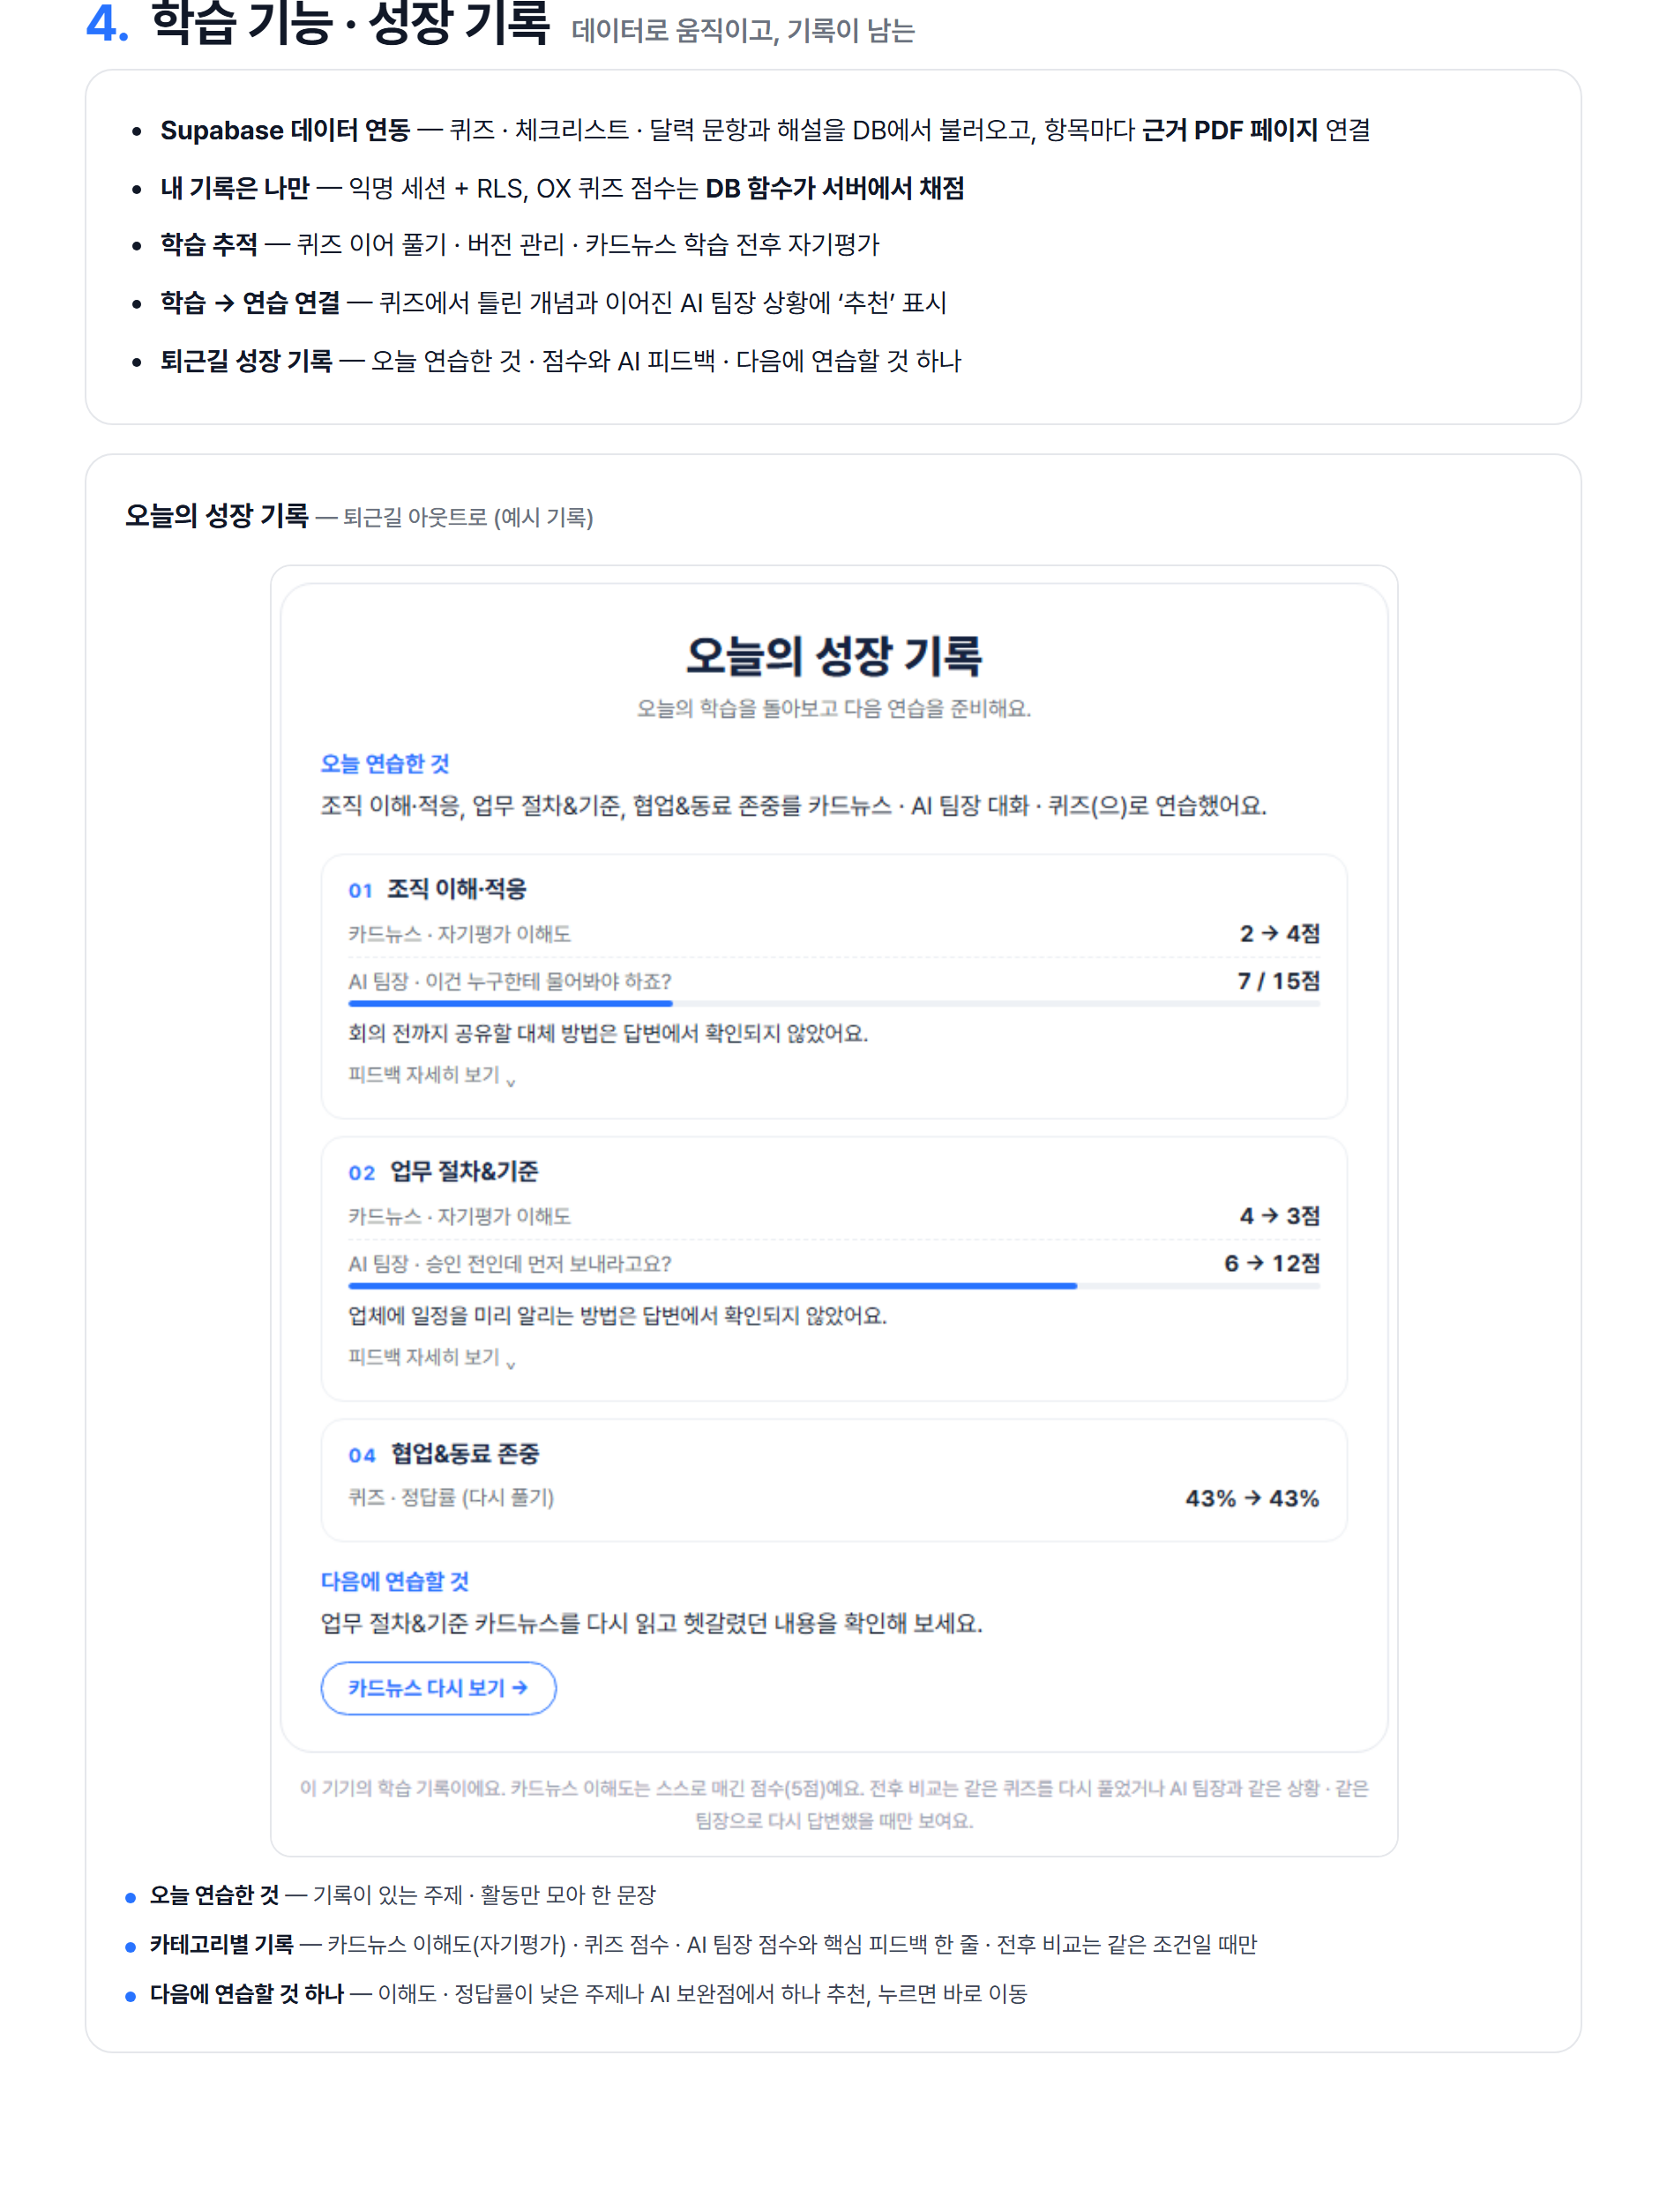 4. 학습 기능 · 성장 기록 데이터로 움직이고, 기록이 남는
• Supabase 데이터 연동 — 퀴즈 · 체크리스트 · 달력 문항과 해설을 DB에서 불러오고, 항목마다 근거 PDF 페이지 연결
• 내 기록은 나만 — 익명 세션 + RLS, OX 퀴즈 점수는 DB 함수가 서버에서 채점
• 학습 추적 — 퀴즈 이어 풀기 · 버전 관리 · 카드뉴스 학습 전후 자기평가
• 학습 → 연습 연결 — 퀴즈에서 틀린 개념과 이어진 AI 팀장 상황에 ‘추천’ 표시
• 퇴근길 성장 기록 — 오늘 연습한 것 · 점수와 AI 피드백 · 다음에 연습할 것 하나
오늘의 성장 기록 — 퇴근길 아웃트로 (예시 기록)
오늘의 성장 기록
오늘의 학습을 돌아보고 다음 연습을 준비해요.
오늘 연습한 것
조직 이해·적응, 업무 절차&기준, 협업&동료 존중를 카드뉴스 · AI 팀장 대화 · 퀴즈(으)로 연습했어요.
01 조직 이해·적응
카드뉴스 · 자기평가 이해도 2 → 4점
AI 팀장 · 이건 누구한테 물어봐야 하죠? 7 / 15점
회의 전까지 공유할 대체 방법은 답변에서 확인되지 않았어요.
피드백 자세히 보기 ˅
02 업무 절차&기준
카드뉴스 · 자기평가 이해도 4 → 3점
AI 팀장 · 승인 전인데 먼저 보내라고요? 6 → 12점
업체에 일정을 미리 알리는 방법은 답변에서 확인되지 않았어요.
피드백 자세히 보기 ˅
04 협업&동료 존중
퀴즈 · 정답률 (다시 풀기) 43% → 43%
다음에 연습할 것
업무 절차&기준 카드뉴스를 다시 읽고 헷갈렸던 내용을 확인해 보세요.
카드뉴스 다시 보기 →
이 기기의 학습 기록이에요. 카드뉴스 이해도는 스스로 매긴 점수(5점)예요. 전후 비교는 같은 퀴즈를 다시 풀었거나 AI 팀장과 같은 상황 · 같은
팀장으로 다시 답변했을 때만 보여요.
• 오늘 연습한 것 — 기록이 있는 주제 · 활동만 모아 한 문장
• 카테고리별 기록 — 카드뉴스 이해도(자기평가) · 퀴즈 점수 · AI 팀장 점수와 핵심 피드백 한 줄 · 전후 비교는 같은 조건일 때만
• 다음에 연습할 것 하나 — 이해도 · 정답률이 낮은 주제나 AI 보완점에서 하나 추천, 누르면 바로 이동